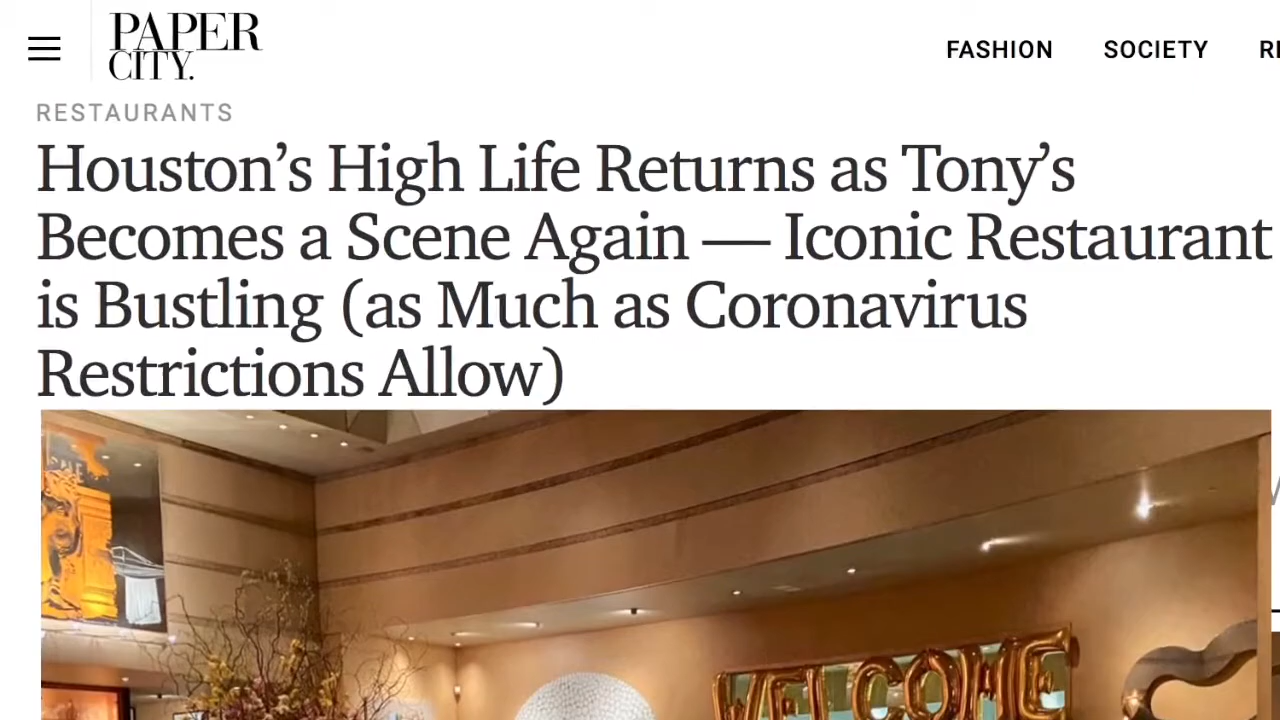 PAPER
CITY.
FASHION
SOCIETY
RESTAURANTS
Houston’s High Life Returns as Tony’s
Becomes a Scene Again — Iconic Restaurant
is Bustling (as Much as Coronavirus
Restrictions Allow)
WELCOME